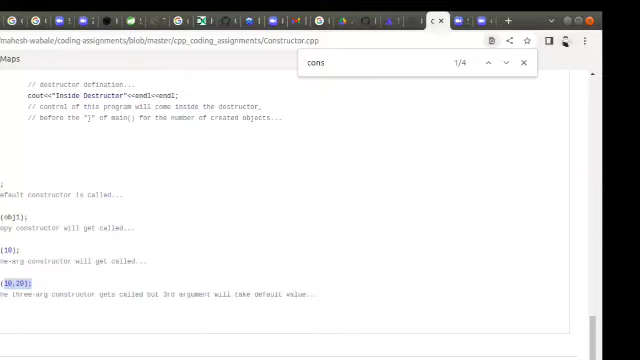 mahesh-wabale/coding-assignments/blob/master/cpp_coding_assignments/Constructor.cpp
Maps
cons 1/4
// destructor defination...
cout<<"Inside Destructor"<<endl<<endl;
// control of this program will come inside the destructor,
// before the "}" of main() for the number of created objects...
;
efault constructor is called...
(obj1);
opy constructor will get called...
(10);
ne-arg constructor will get called...
(10,20);
he three-arg constructor gets called but 3rd argument will take default value...